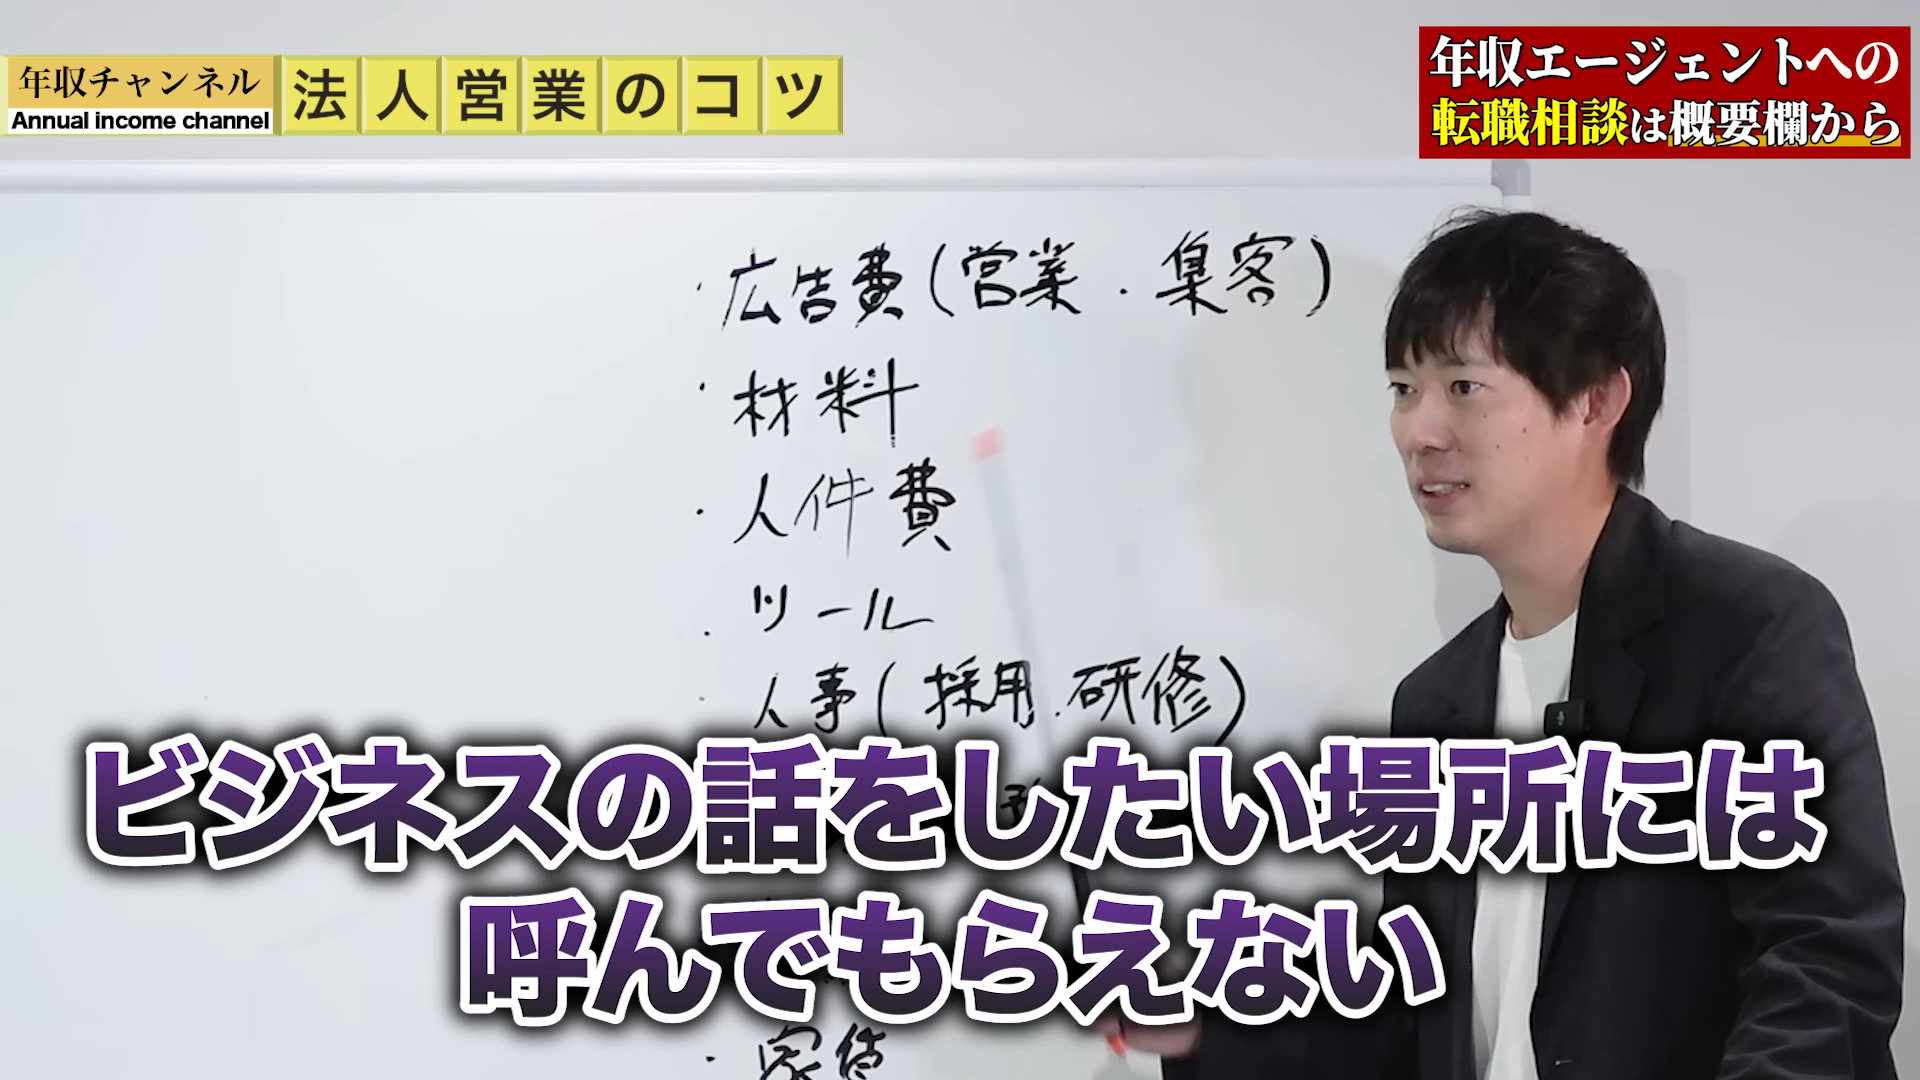 年収チャンネル
Annual income channel
法人営業のコツ
年収エージェントへの
転職相談は概要欄から
・広告費(営業・集客)
・材料
・人件費
・ツール
・人事(採用・研修)
ビジネスの話をしたい場所には
呼んでもらえない
・家賃